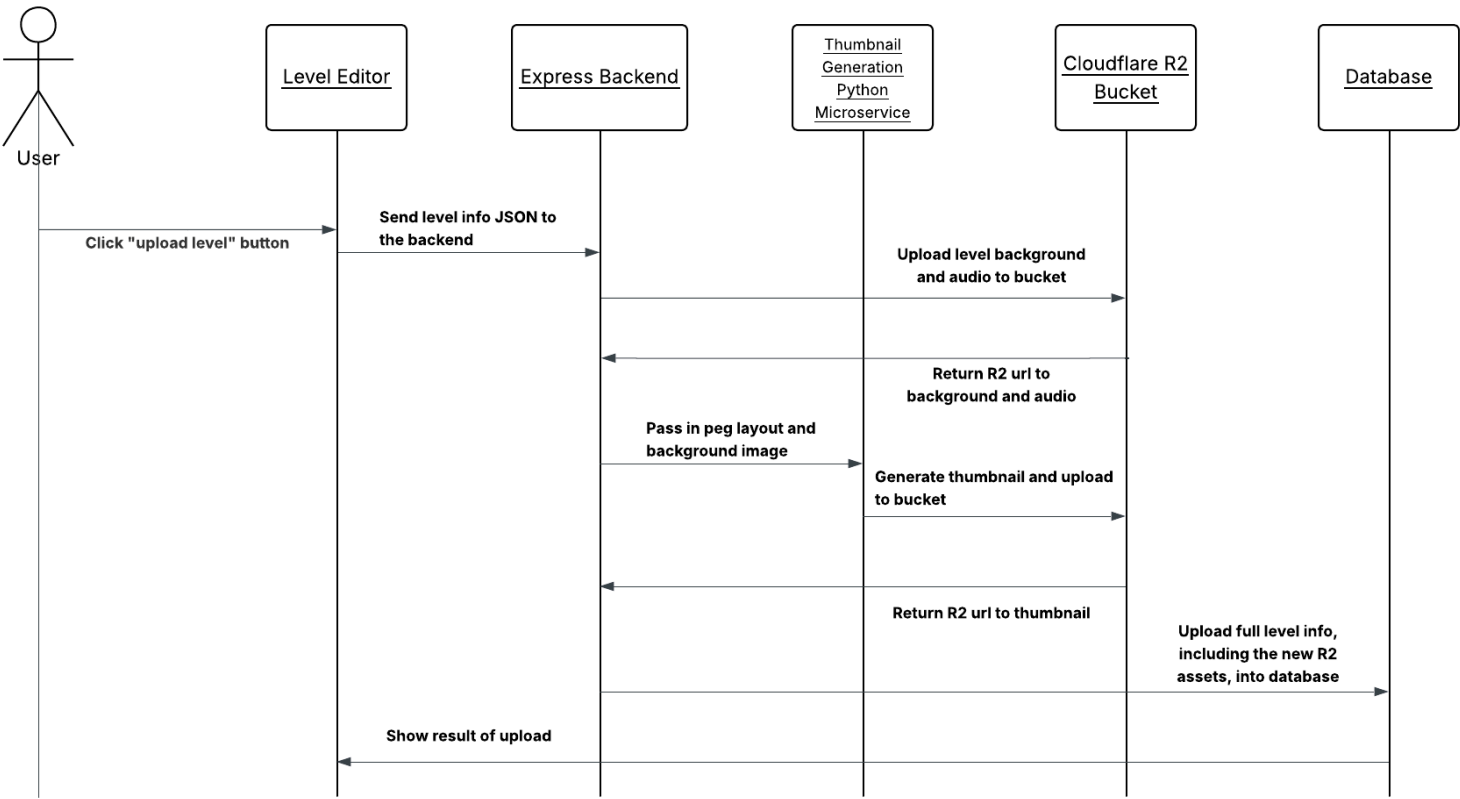 User
Level Editor
Express Backend
Thumbnail
Generation
Python
Microservice
Cloudflare R2
Bucket
Database
Click "upload level" button
Send level info JSON to
the backend
Upload level background
and audio to bucket
Return R2 url to
background and audio
Pass in peg layout and
background image
Generate thumbnail and upload
to bucket
Return R2 url to thumbnail
Upload full level info,
including the new R2
assets, into database
Show result of upload